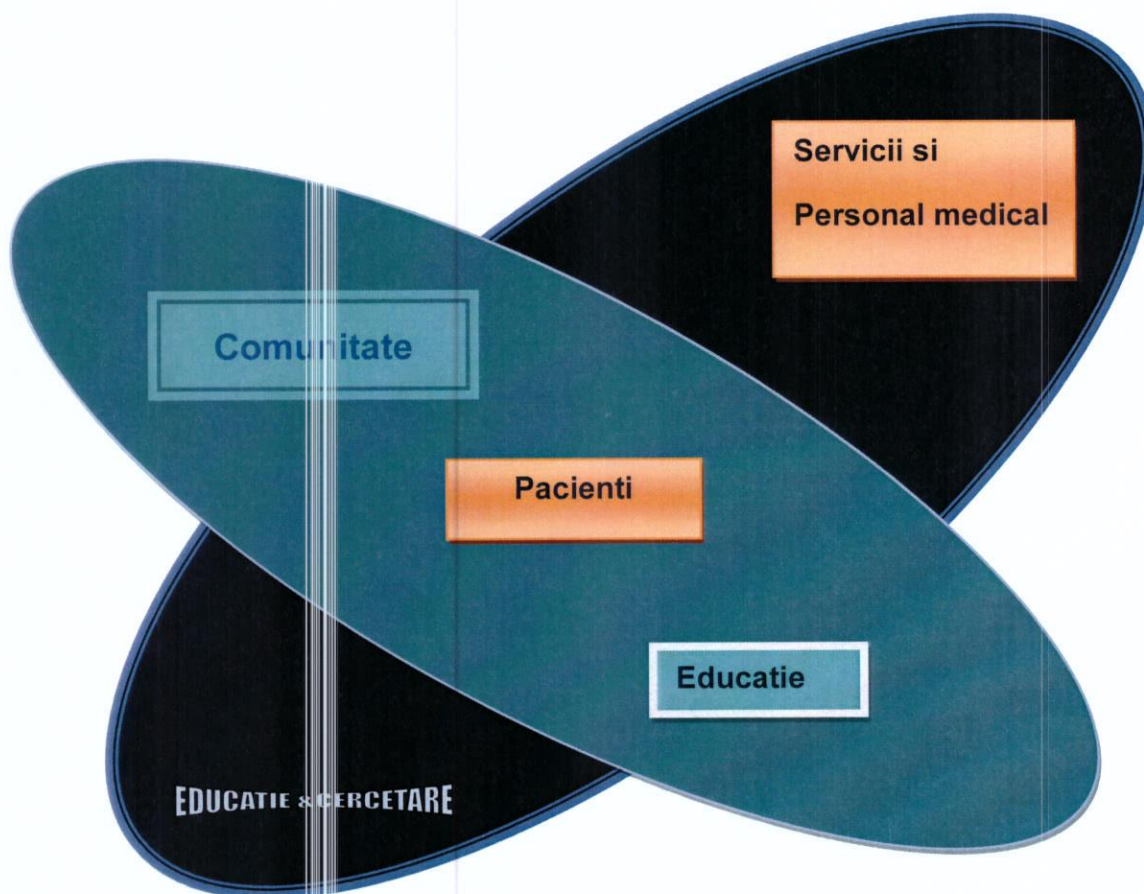 Servicii si
Personal medical
Comunitate
Pacienti
Educatie
EDUCATIE & CERCETARE